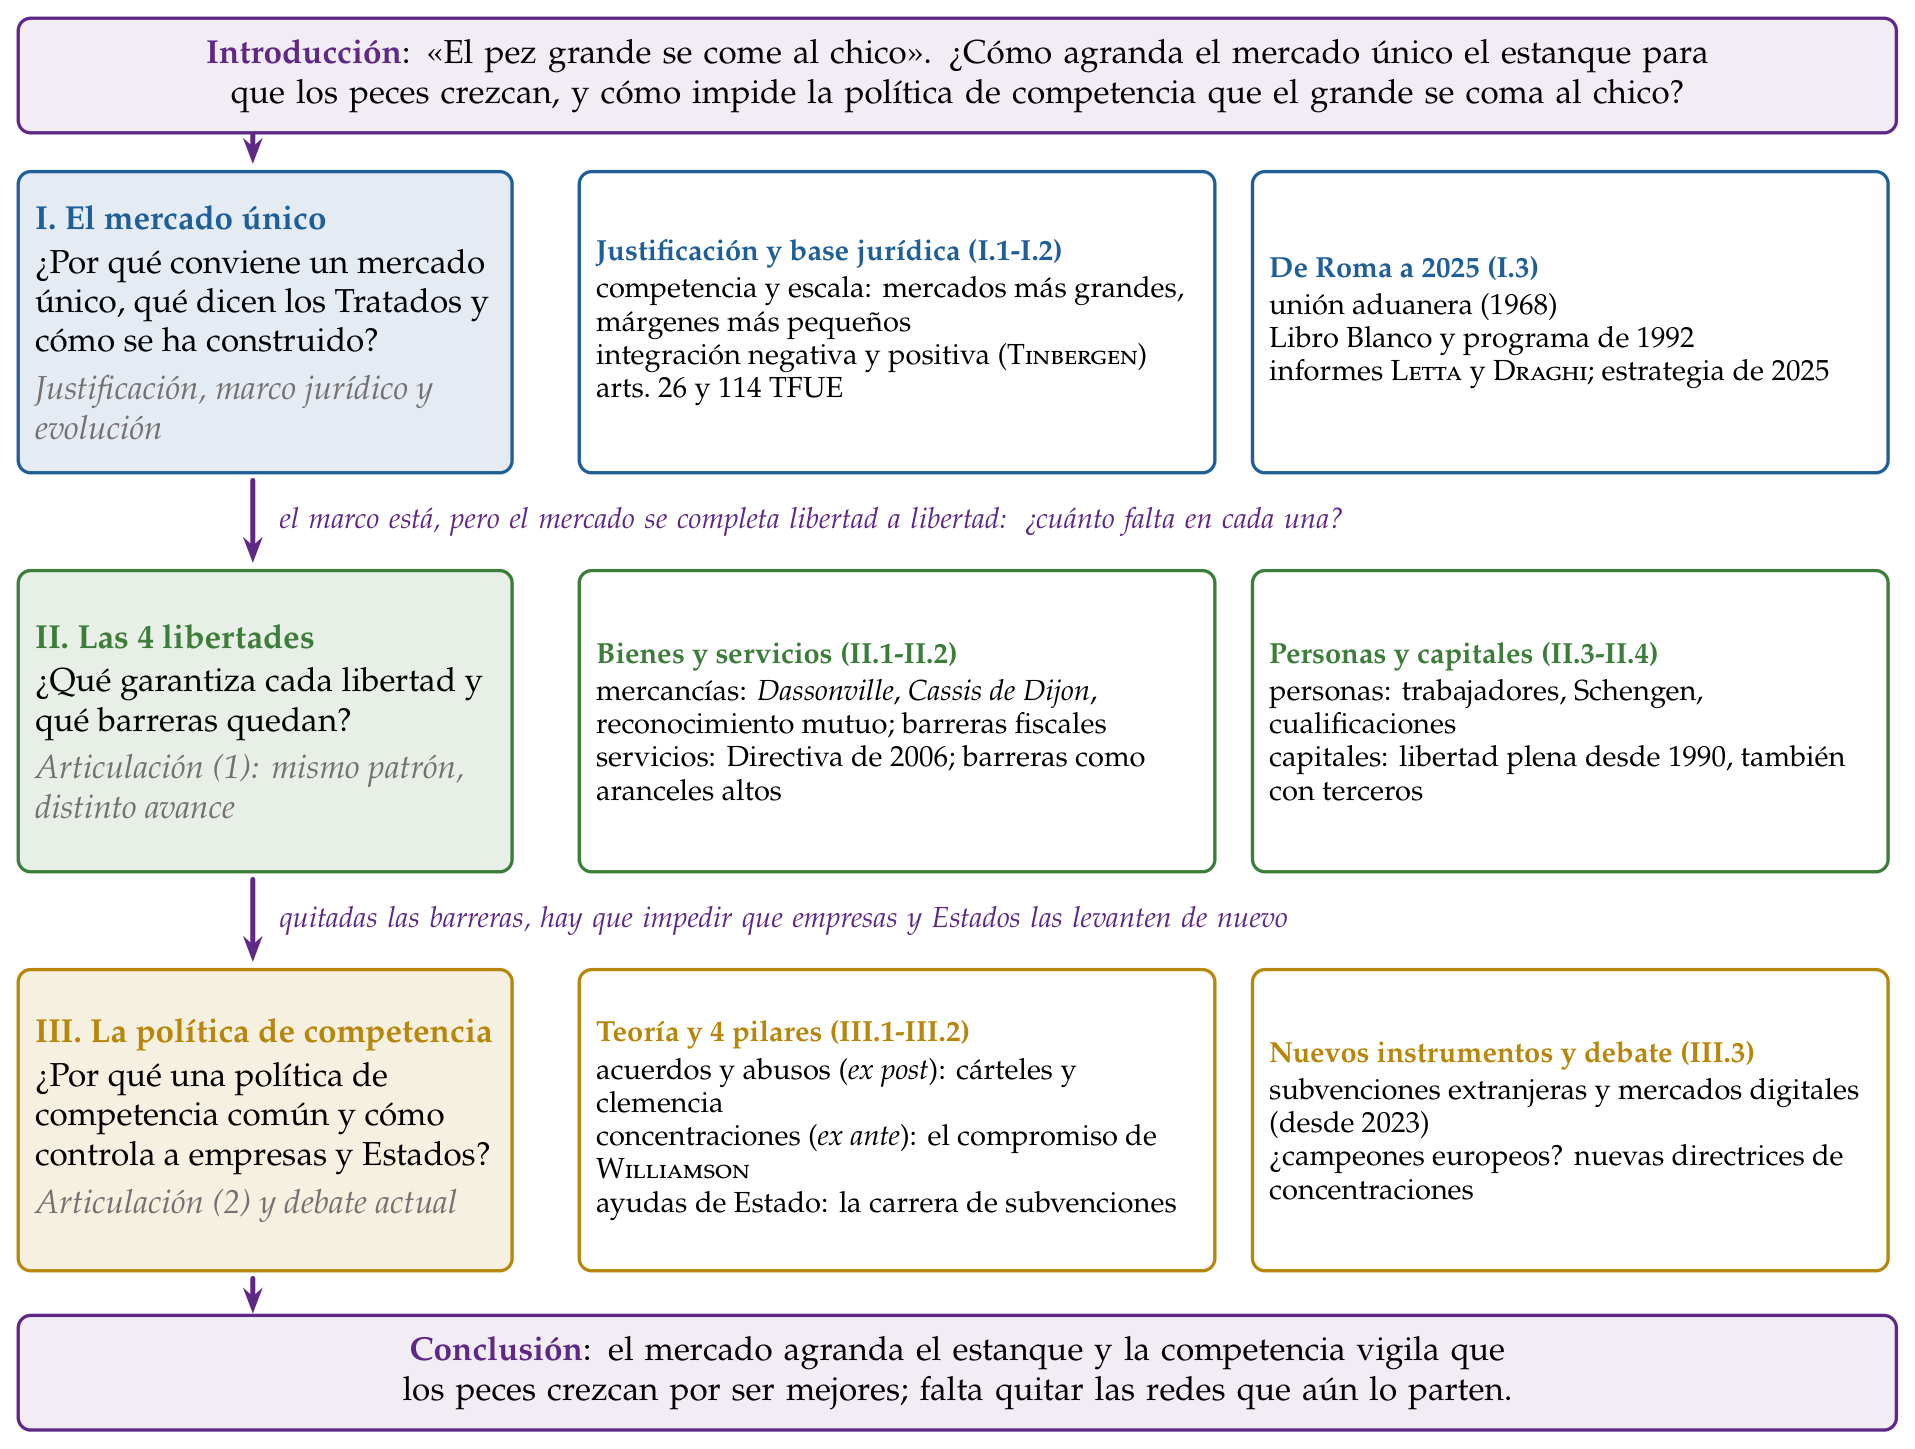 Introducción: «El pez grande se come al chico». ¿Cómo agranda el mercado único el estanque para
que los peces crezcan, y cómo impide la política de competencia que el grande se coma al chico?
I. El mercado único
¿Por qué conviene un mercado
único, qué dicen los Tratados y
cómo se ha construido?
Justificación, marco jurídico y
evolución
Justificación y base jurídica (I.1-I.2)
competencia y escala: mercados más grandes,
márgenes más pequeños
integración negativa y positiva (TINBERGEN)
arts. 26 y 114 TFUE
De Roma a 2025 (I.3)
unión aduanera (1968)
Libro Blanco y programa de 1992
informes LETTA y DRAGHI; estrategia de 2025
el marco está, pero el mercado se completa libertad a libertad: ¿cuánto falta en cada una?
II. Las 4 libertades
¿Qué garantiza cada libertad y
qué barreras quedan?
Articulación (1): mismo patrón,
distinto avance
Bienes y servicios (II.1-II.2)
mercancías: Dassonville, Cassis de Dijon,
reconocimiento mutuo; barreras fiscales
servicios: Directiva de 2006; barreras como
aranceles altos
Personas y capitales (II.3-II.4)
personas: trabajadores, Schengen,
cualificaciones
capitales: libertad plena desde 1990, también
con terceros
quitadas las barreras, hay que impedir que empresas y Estados las levanten de nuevo
III. La política de competencia
¿Por qué una política de
competencia común y cómo
controla a empresas y Estados?
Articulación (2) y debate actual
Teoría y 4 pilares (III.1-III.2)
acuerdos y abusos (ex post): cárteles y
clemencia
concentraciones (ex ante): el compromiso de
WILLIAMSON
ayudas de Estado: la carrera de subvenciones
Nuevos instrumentos y debate (III.3)
subvenciones extranjeras y mercados digitales
(desde 2023)
¿campeones europeos? nuevas directrices de
concentraciones
Conclusión: el mercado agranda el estanque y la competencia vigila que
los peces crezcan por ser mejores; falta quitar las redes que aún lo parten.